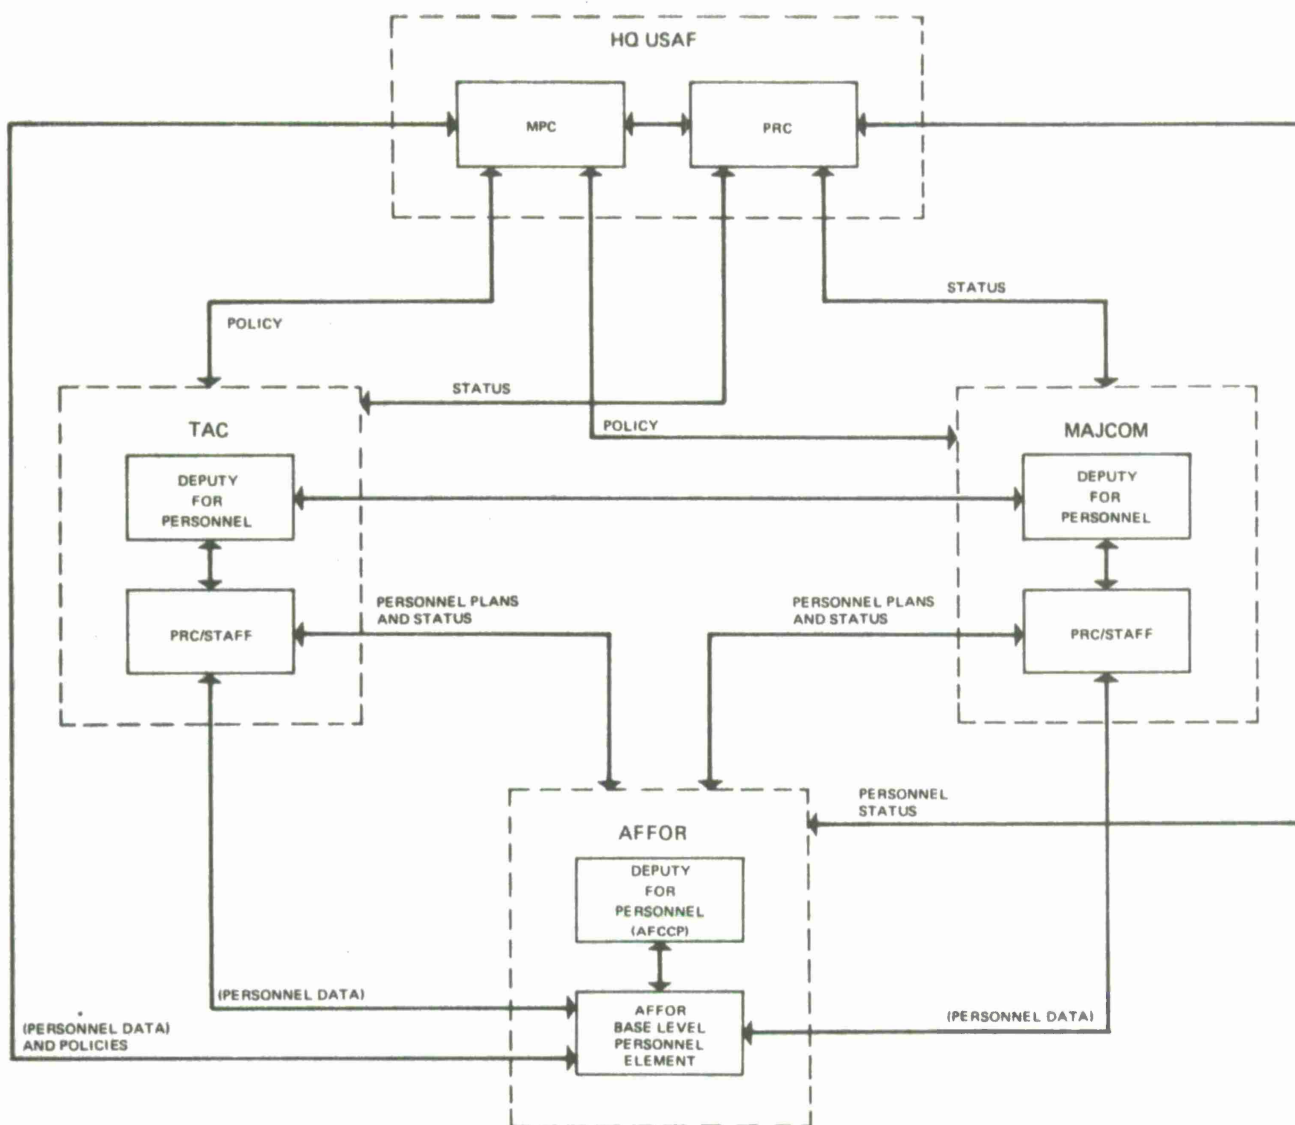 HQ USAF
MPC
PRC
STATUS
POLICY
STATUS
POLICY
TAC
DEPUTY
FOR
PERSONNEL
PRC/STAFF
MAJCOM
DEPUTY
FOR
PERSONNEL
PRC/STAFF
PERSONNEL PLANS
AND STATUS
PERSONNEL PLANS
AND STATUS
PERSONNEL
STATUS
AFFOR
DEPUTY
FOR
PERSONNEL
(AFCCP)
(PERSONNEL DATA)
AFFOR
BASE LEVEL
PERSONNEL
ELEMENT
(PERSONNEL DATA)
(PERSONNEL DATA)
AND POLICIES